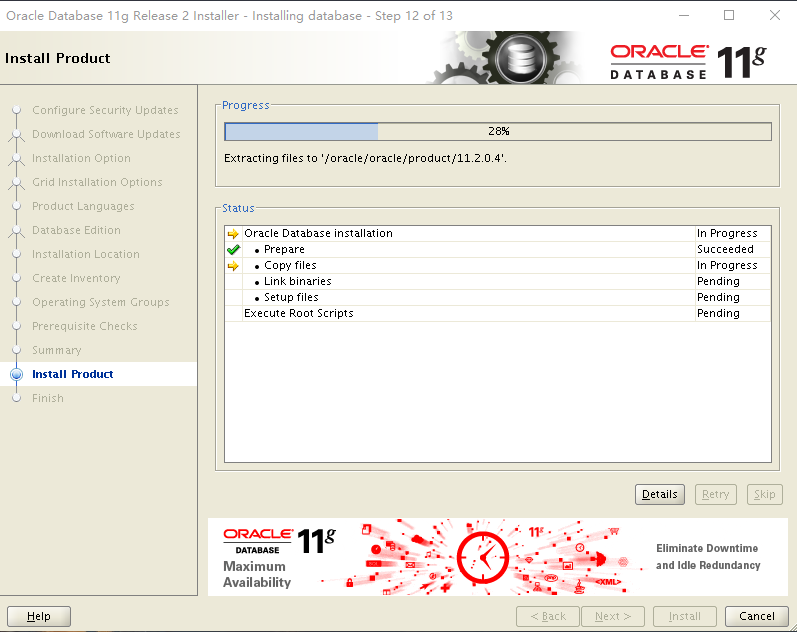 Oracle Database 11g Release 2 Installer - Installing database - Step 12 of 13
Install Product
ORACLE
DATABASE 11g
Configure Security Updates
Download Software Updates
Installation Option
Grid Installation Options
Product Languages
Database Edition
Installation Location
Create Inventory
Operating System Groups
Prerequisite Checks
Summary
Install Product
Finish
Progress
28%
Extracting files to '/oracle/oracle/product/11.2.0.4'.
Status
Oracle Database installation In Progress
Prepare Succeeded
Copy files In Progress
Link binaries Pending
Setup files Pending
Execute Root Scripts Pending
Details Retry Skip
ORACLE
DATABASE 11g
Maximum
Availability
11g
<XML>
Eliminate Downtime
and Idle Redundancy
Help < Back Next > Install Cancel